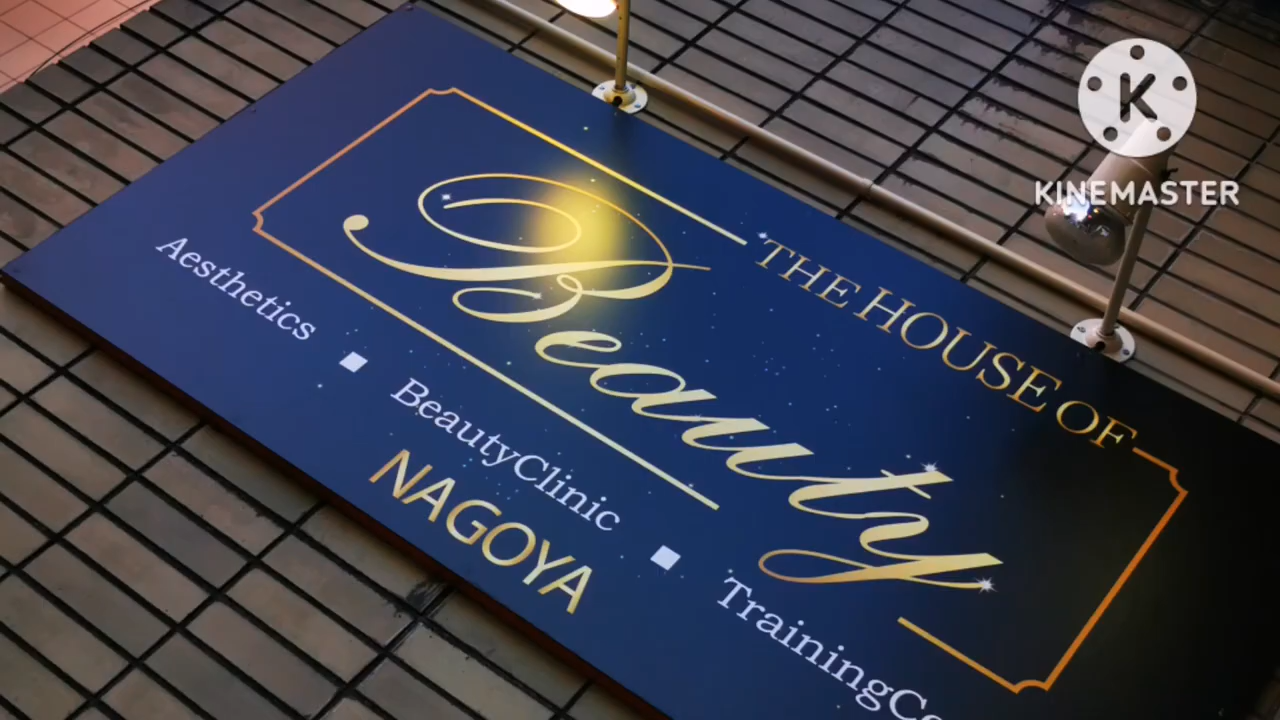 THE HOUSE OF
Beauty
Aesthetics ■ BeautyClinic ■
NAGOYA
K
KINEMASTER